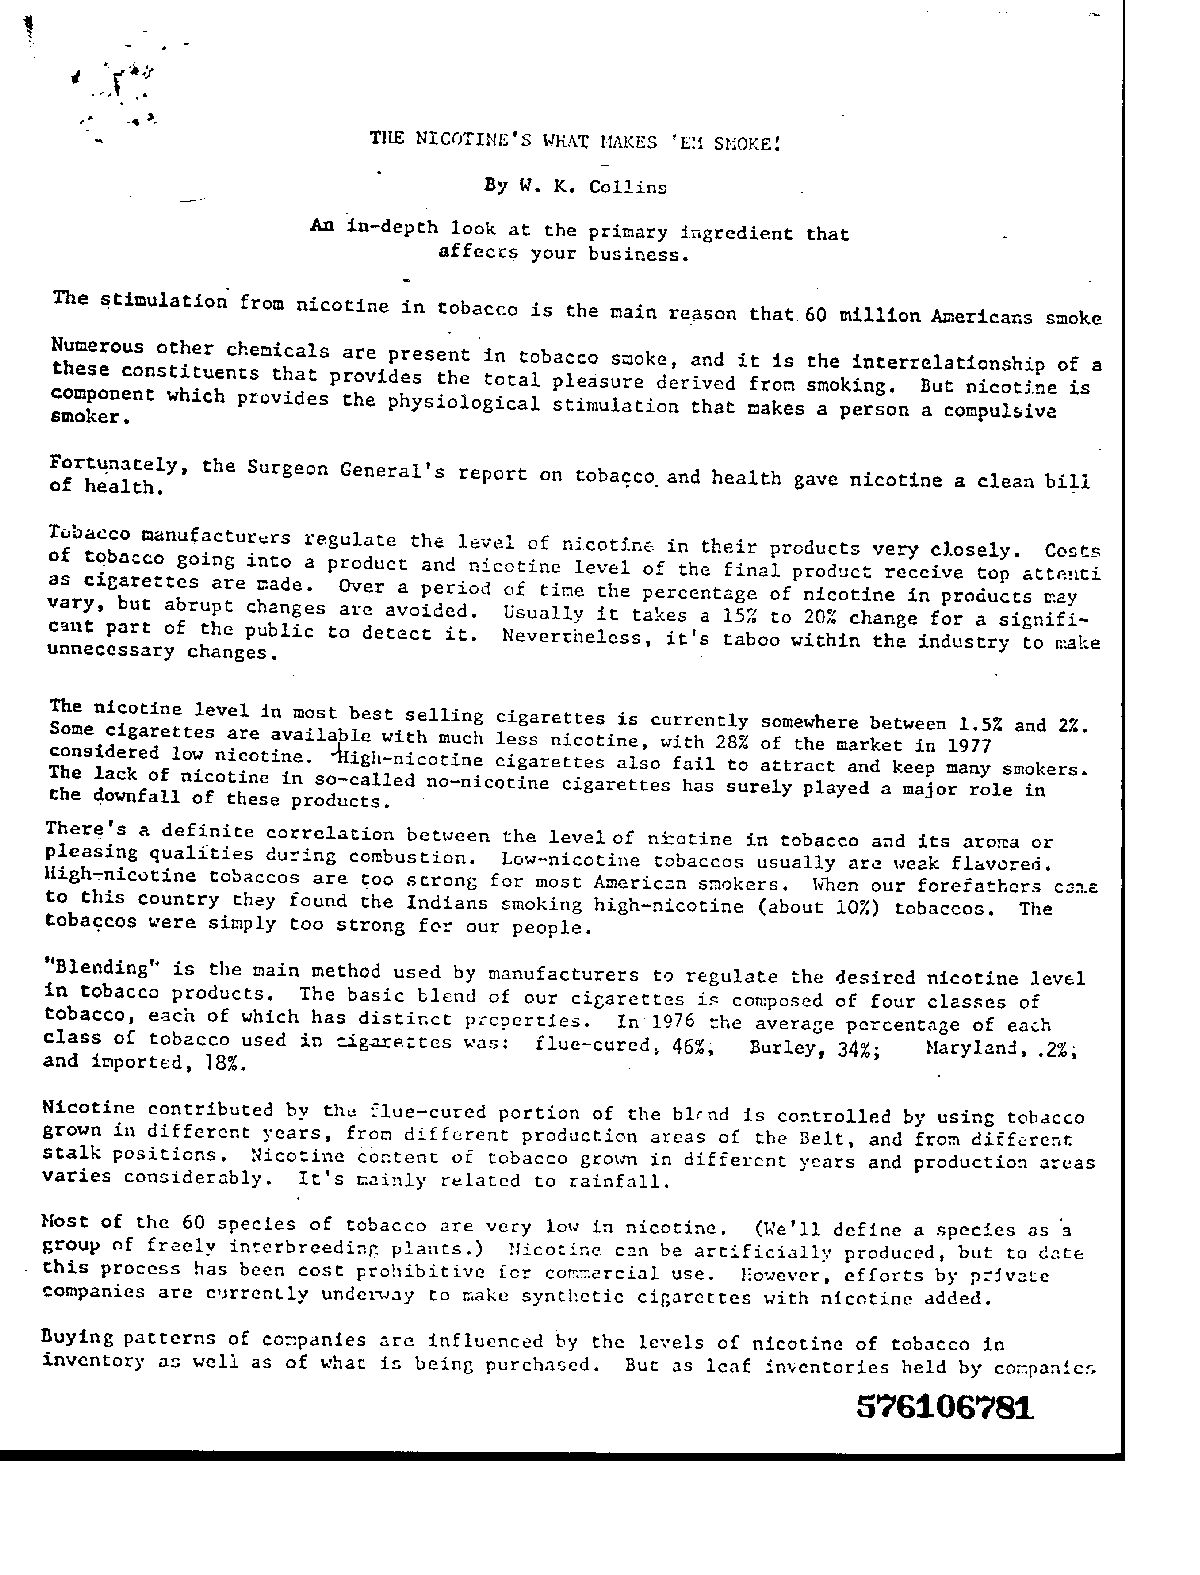 THE NICOTINE'S WHAT MAKES 'EM SMOKE!
By W. K. Collins
An in-depth look at the primary ingredient that
affects your business.
The stimulation from nicotine in tobacco is the main reason that 60 million Americans smoke
Numerous other chemicals are present in tobacco smoke, and it is the interrelationship of a
these constituents that provides the total pleasure derived from smoking. But nicotine is
component which provides the physiological stimulation that makes a person a compulsive
smoker.
Fortunately, the Surgeon General's report on tobacco and health gave nicotine a clean bill
of health.
Tobacco manufacturers regulate the level of nicotine in their products very closely. Costs
of tobacco going into a product and nicotine level of the final product receive top attenti
as cigarettes are made. Over a period of time the percentage of nicotine in products may
vary, but abrupt changes are avoided. Usually it takes a 15% to 20% change for a signifi-
cant part of the public to detect it. Nevertheless, it's taboo within the industry to make
unnecessary changes.
The nicotine level in most best selling cigarettes is currently somewhere between 1.5% and 2%.
Some cigarettes are available with much less nicotine, with 28% of the market in 1977
considered low nicotine. High-nicotine cigarettes also fail to attract and keep many smokers.
The lack of nicotine in so-called no-nicotine cigarettes has surely played a major role in
the downfall of these products.
There's a definite correlation between the level of nicotine in tobacco and its aroma or
pleasing qualities during combustion. Low-nicotine tobaccos usually are weak flavored.
High-nicotine tobaccos are too strong for most American smokers. When our forefathers came
to this country they found the Indians smoking high-nicotine (about 10%) tobaccos. The
tobaccos were simply too strong for our people.
"Blending" is the main method used by manufacturers to regulate the desired nicotine level
in tobacco products. The basic blend of our cigarettes is composed of four classes of
tobacco, each of which has distinct properties. In 1976 the average percentage of each
class of tobacco used in cigarettes was: flue-cured, 46%; Burley, 34%; Maryland, .2%;
and imported, 18%.
Nicotine contributed by the flue-cured portion of the blend is controlled by using tobacco
grown in different years, from different production areas of the Belt, and from different
stalk positions. Nicotine content of tobacco grown in different years and production areas
varies considerably. It's mainly related to rainfall.
Most of the 60 species of tobacco are very low in nicotine. (We'll define a species as a
group of freely interbreeding plants.) Nicotine can be artificially produced, but to date
this process has been cost prohibitive for commercial use. However, efforts by private
companies are currently underway to make synthetic cigarettes with nicotine added.
Buying patterns of companies are influenced by the levels of nicotine of tobacco in
inventory as well as of what is being purchased. But as leaf inventories held by companies
576106781